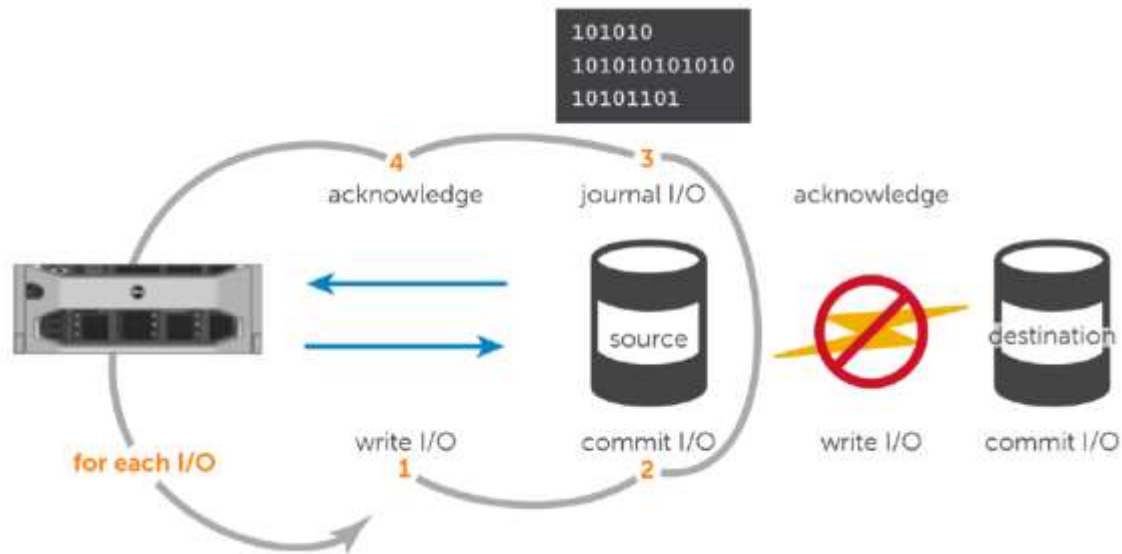 101010
101010101010
10101101
4
3
acknowledge
journal I/O
acknowledge
source
destination
write I/O
commit I/O
write I/O
commit I/O
for each I/O
1
2